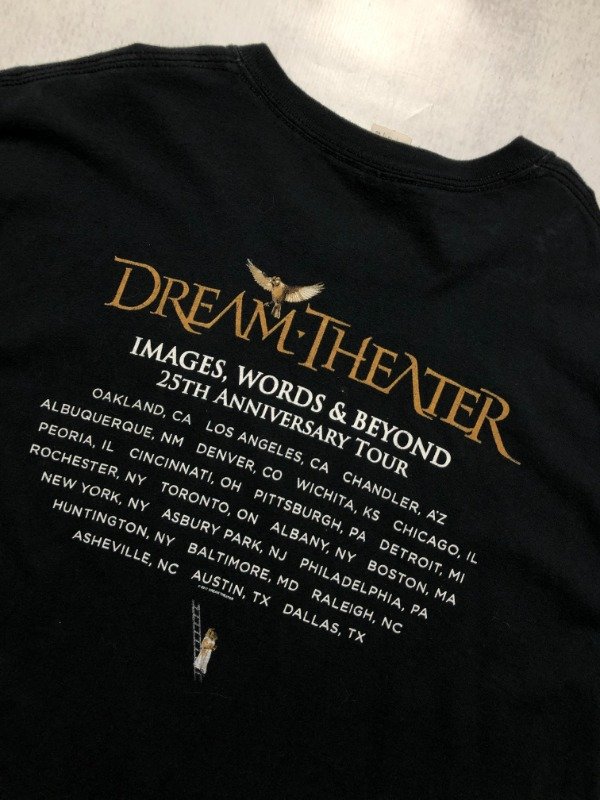 DREAM·THEATER
IMAGES, WORDS & BEYOND
25TH ANNIVERSARY TOUR
OAKLAND, CA LOS ANGELES, CA CHANDLER, AZ
ALBUQUERQUE, NM DENVER, CO WICHITA, KS CHICAGO, IL
PEORIA, IL CINCINNATI, OH PITTSBURGH, PA DETROIT, MI
ROCHESTER, NY TORONTO, ON ALBANY, NY BOSTON, MA
NEW YORK, NY ASBURY PARK, NJ PHILADELPHIA, PA
HUNTINGTON, NY BALTIMORE, MD RALEIGH, NC
ASHEVILLE, NC AUSTIN, TX DALLAS, TX